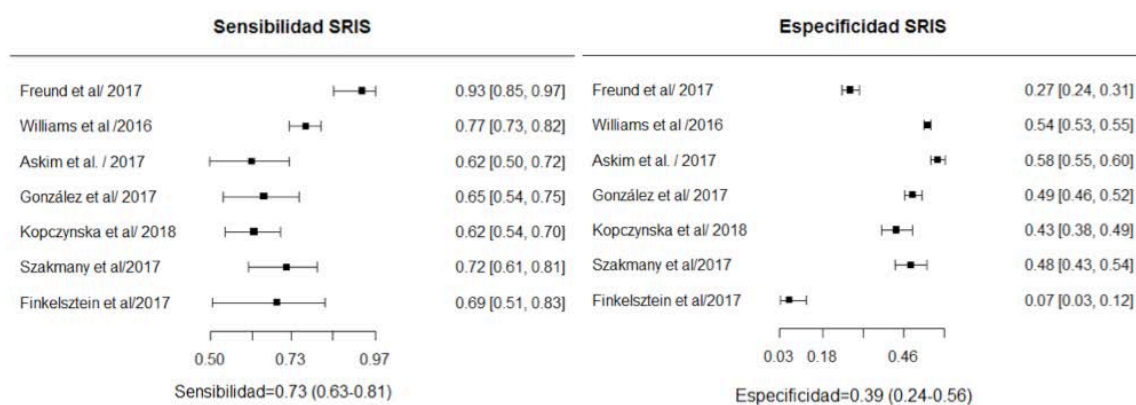 Sensibilidad SRIS
Freund et al/ 2017 0.93 [0.85, 0.97]
Williams et al /2016 0.77 [0.73, 0.82]
Askim et al. / 2017 0.62 [0.50, 0.72]
González et al/ 2017 0.65 [0.54, 0.75]
Kopczynska et al/ 2018 0.62 [0.54, 0.70]
Szakmany et al/2017 0.72 [0.61, 0.81]
Finkelsztein et al/2017 0.69 [0.51, 0.83]
0.50 0.73 0.97
Sensibilidad=0.73 (0.63-0.81)
Especificidad SRIS
Freund et al/ 2017 0.27 [0.24, 0.31]
Williams et al /2016 0.54 [0.53, 0.55]
Askim et al. / 2017 0.58 [0.55, 0.60]
González et al/ 2017 0.49 [0.46, 0.52]
Kopczynska et al/ 2018 0.43 [0.38, 0.49]
Szakmany et al/2017 0.48 [0.43, 0.54]
Finkelsztein et al/2017 0.07 [0.03, 0.12]
0.03 0.18 0.46
Especificidad=0.39 (0.24-0.56)